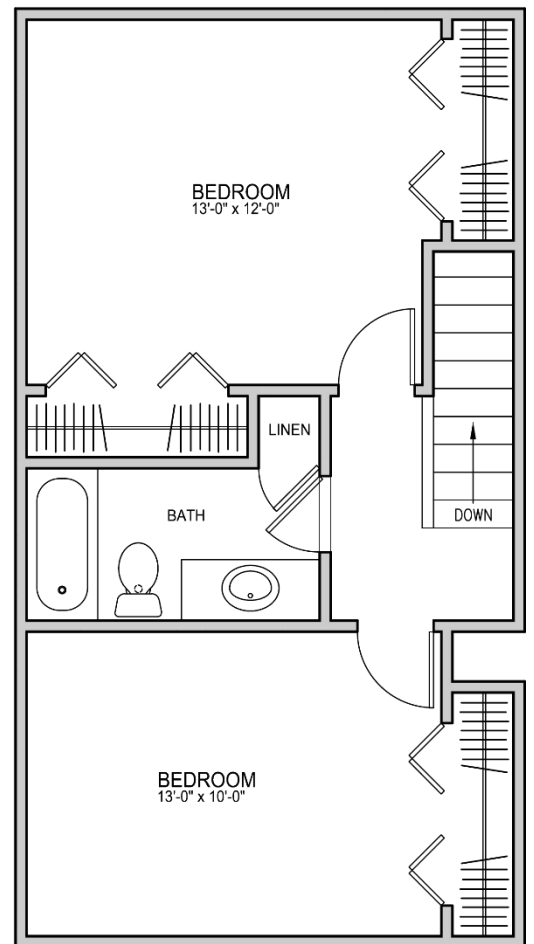 BEDROOM
13'-0" x 12'-0"
LINEN
BATH
DOWN
BEDROOM
13'-0" x 10'-0"